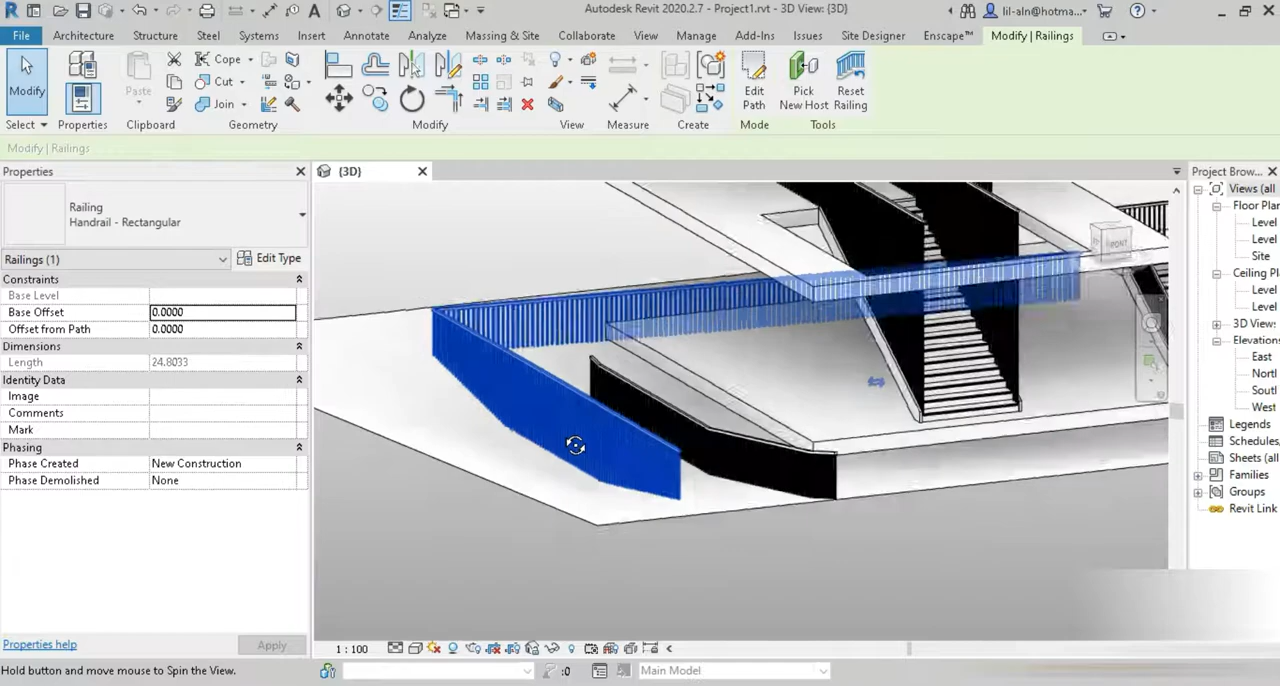 Autodesk Revit 2020.2.7 - Project1.rvt - 3D View: {3D}
lil-aln@hotma...
File Architecture Structure Steel Systems Insert Annotate Analyze Massing & Site Collaborate View Manage Add-Ins Issues Site Designer Enscape™ Modify | Railings
Modify
Paste
Cope
Cut
Join
Edit Path
Pick New Host
Reset Railing
Select Properties Clipboard Geometry Modify View Measure Create Mode Tools
Modify | Railings
Properties
{3D}
Project Brow...
Railing
Handrail - Rectangular
Railings (1)
Edit Type
Constraints
Base Level
Base Offset 0.0000
Offset from Path 0.0000
Dimensions
Length 24.8033
Identity Data
Image
Comments
Mark
Phasing
Phase Created New Construction
Phase Demolished None
Properties help
Apply
FRONT
Views (all
Floor Plan
Level
Level
Site
Ceiling Pl
Level
Level
3D View:
Elevations
East
Nortl
Soutl
West
Legends
Schedules,
Sheets (all
Families
Groups
Revit Link
1 : 100
Hold button and move mouse to Spin the View.
:0
Main Model